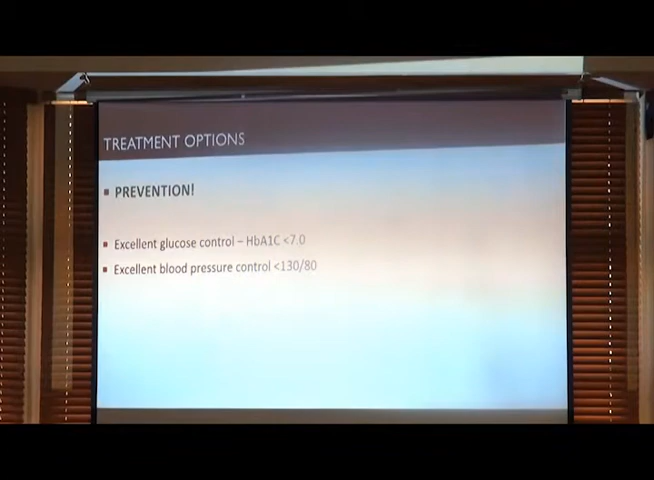 TREATMENT OPTIONS
▪ PREVENTION!
▪ Excellent glucose control – HbA1C <7.0
▪ Excellent blood pressure control <130/80